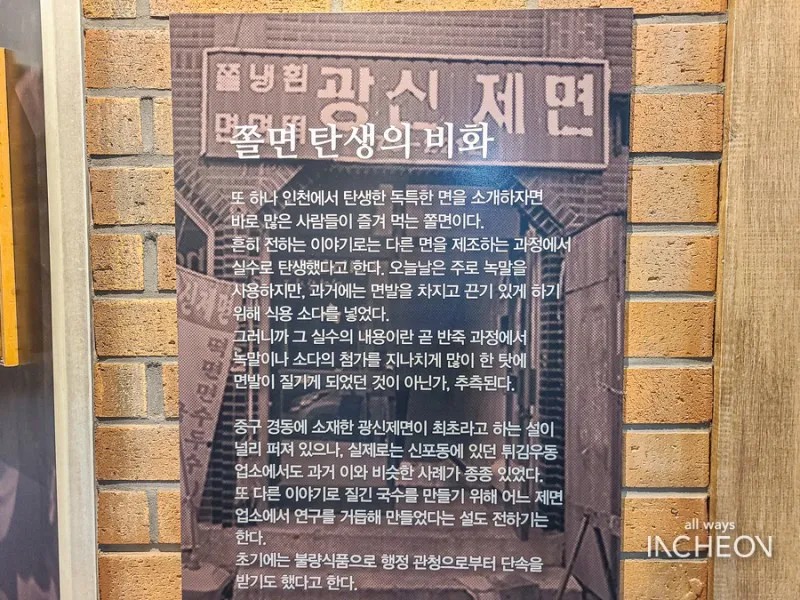 쫄냉휜 광신제면
면면떡
쫄면 탄생의 비화
또 하나 인천에서 탄생한 독특한 면을 소개하자면
바로 많은 사람들이 즐겨 먹는 쫄면이다.
흔히 전하는 이야기로는 다른 면을 제조하는 과정에서
실수로 탄생했다고 한다. 오늘날은 주로 녹말을
사용하지만, 과거에는 면발을 차지고 끈기 있게 하기
위해 식용 소다를 넣었다.
그러니까 그 실수의 내용이란 곧 반죽 과정에서
녹말이나 소다의 첨가를 지나치게 많이 한 탓에
면발이 질기게 되었던 것이 아닌가, 추측된다.
중구 경동에 소재한 광신제면이 최초라고 하는 설이
널리 퍼져 있으나, 실제로는 신포동에 있던 튀김우동
업소에서도 과거 이와 비슷한 사례가 종종 있었다.
또 다른 이야기로 질긴 국수를 만들기 위해 어느 제면
업소에서 연구를 거듭해 만들었다는 설도 전하기는
한다.
초기에는 불량식품으로 행정 관청으로부터 단속을
받기도 했다고 한다.
all ways
INCHEON